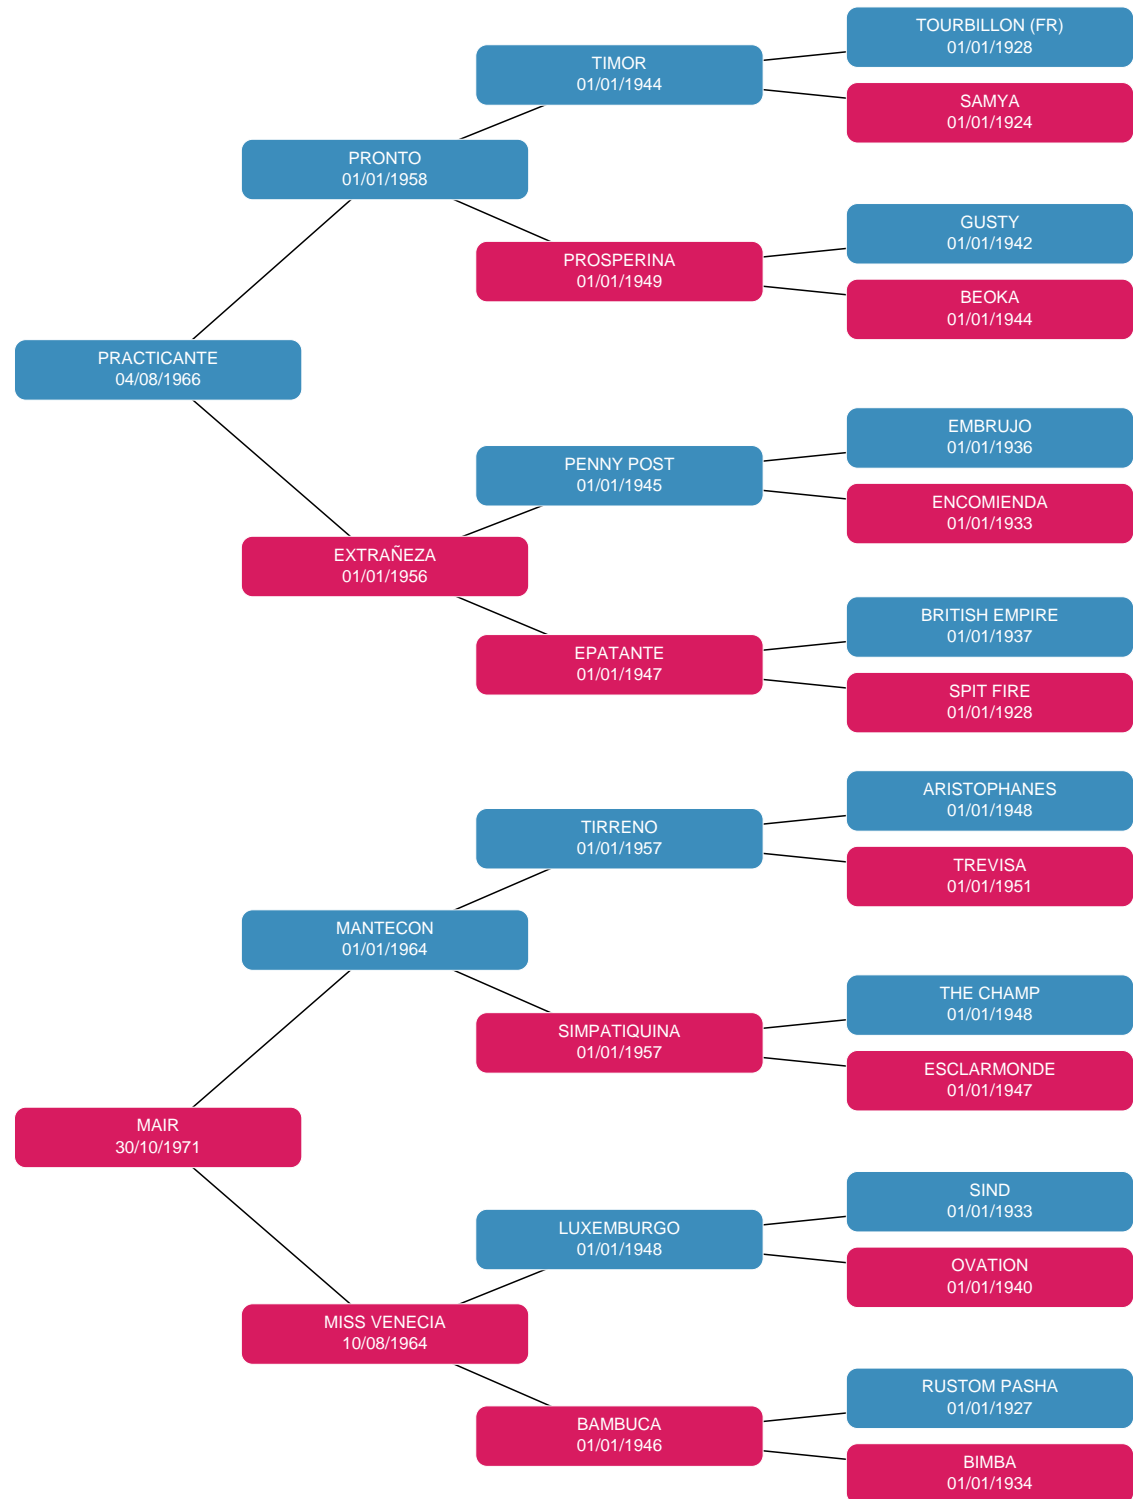 TOURBILLON (FR)
01/01/1928
TIMOR
01/01/1944
SAMYA
01/01/1924
PRONTO
01/01/1958
GUSTY
01/01/1942
PROSPERINA
01/01/1949
BEOKA
01/01/1944
PRACTICANTE
04/08/1966
EMBRUJO
01/01/1936
PENNY POST
01/01/1945
ENCOMIENDA
01/01/1933
EXTRAÑEZA
01/01/1956
BRITISH EMPIRE
01/01/1937
EPATANTE
01/01/1947
SPIT FIRE
01/01/1928
ARISTOPHANES
01/01/1948
TIRRENO
01/01/1957
TREVISA
01/01/1951
MANTECON
01/01/1964
THE CHAMP
01/01/1948
SIMPATIQUINA
01/01/1957
ESCLARMONDE
01/01/1947
MAIR
30/10/1971
SIND
01/01/1933
LUXEMBURGO
01/01/1948
OVATION
01/01/1940
MISS VENECIA
10/08/1964
RUSTOM PASHA
01/01/1927
BAMBUCA
01/01/1946
BIMBA
01/01/1934